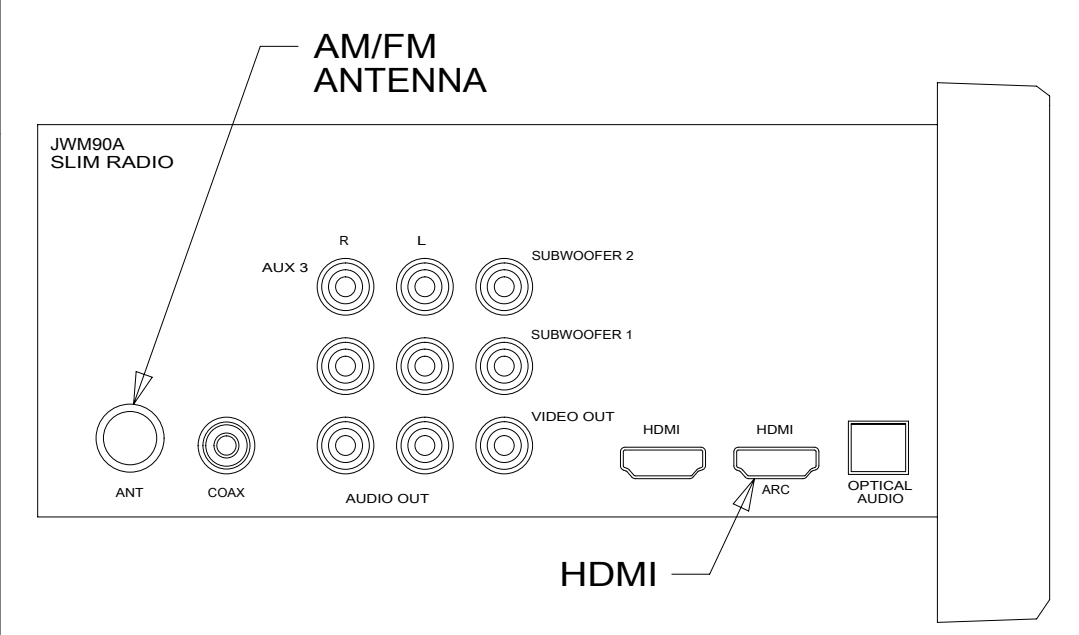 AM/FM
ANTENNA
JWM90A
SLIM RADIO
R
L
AUX 3
SUBWOOFER 2
SUBWOOFER 1
VIDEO OUT
HDMI
HDMI
ANT
COAX
AUDIO OUT
ARC
OPTICAL
AUDIO
HDMI